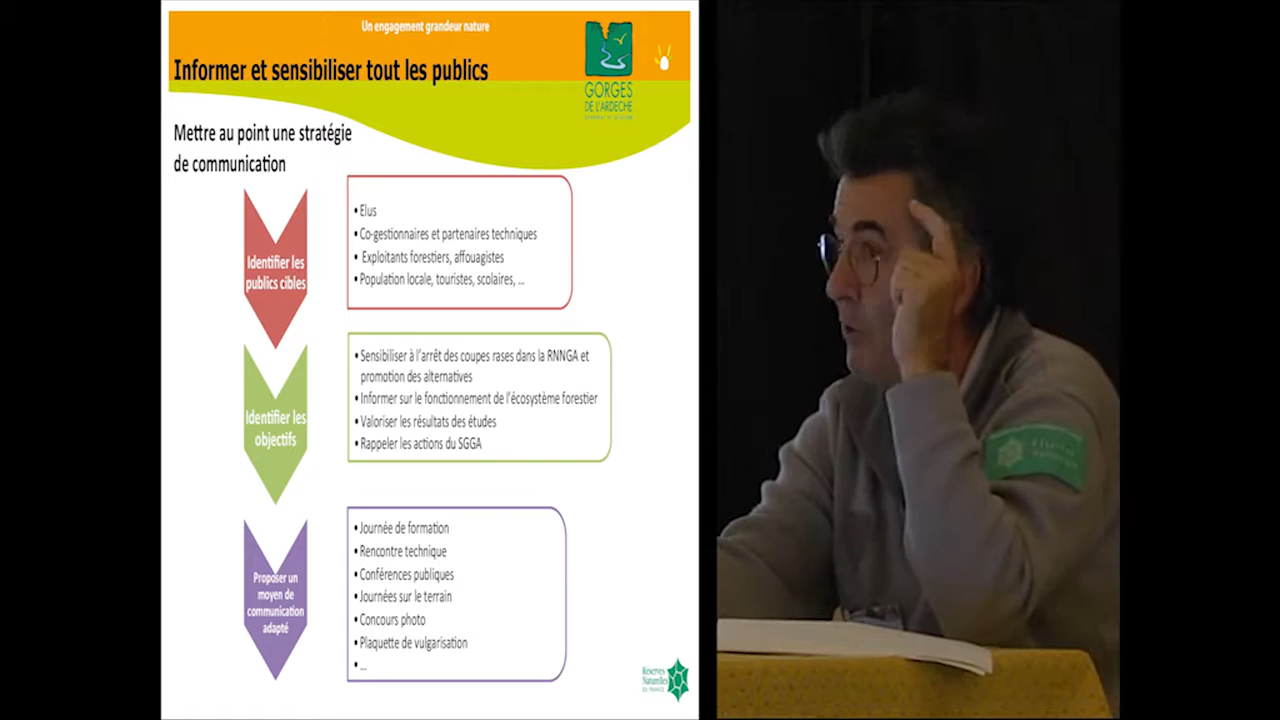 Un engagement grandeur nature
Informer et sensibiliser tout les publics
GORGES
DE L'ARDECHE
Mettre au point une stratégie
de communication
Identifier les
publics cibles
• Elus
• Co-gestionnaires et partenaires techniques
• Exploitants forestiers, affouagistes
• Population locale, touristes, scolaires, ...
Identifier les
objectifs
• Sensibiliser à l'arrêt des coupes rases dans la RNNGA et
promotion des alternatives
• Informer sur le fonctionnement de l'écosystème forestier
• Valoriser les résultats des études
• Rappeler les actions du SGGA
Proposer un
moyen de
communication
adapté
• Journée de formation
• Rencontre technique
• Conférences publiques
• Journées sur le terrain
• Concours photo
• Plaquette de vulgarisation
• ...
Réserves
Naturelles
DE FRANCE